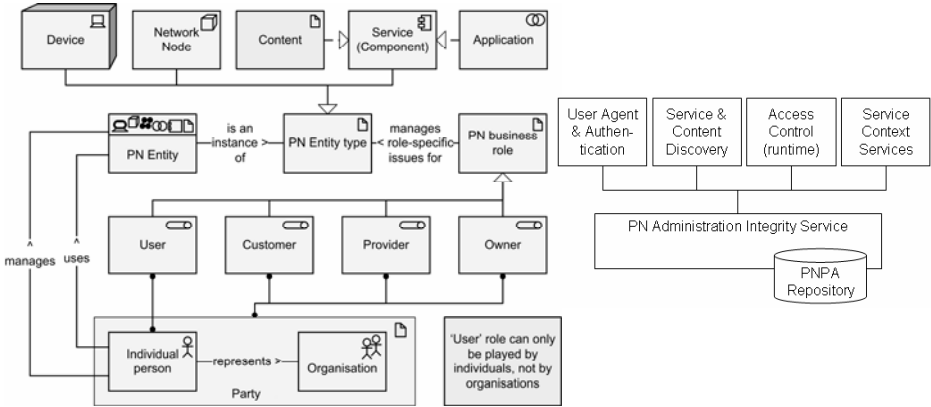 Device
Network
Node
Content
Service
(Component)
Application
PN Entity
is an
instance >
of
PN Entity type
manages
< role-specific
issues for
PN business
role
User
Customer
Provider
Owner
<
manages
<
uses
Individual
person
represents >
Organisation
Party
'User' role can only
be played by
individuals, not by
organisations
User Agent
& Authen-
tication
Service &
Content
Discovery
Access
Control
(runtime)
Service
Context
Services
PN Administration Integrity Service
PNPA
Repository